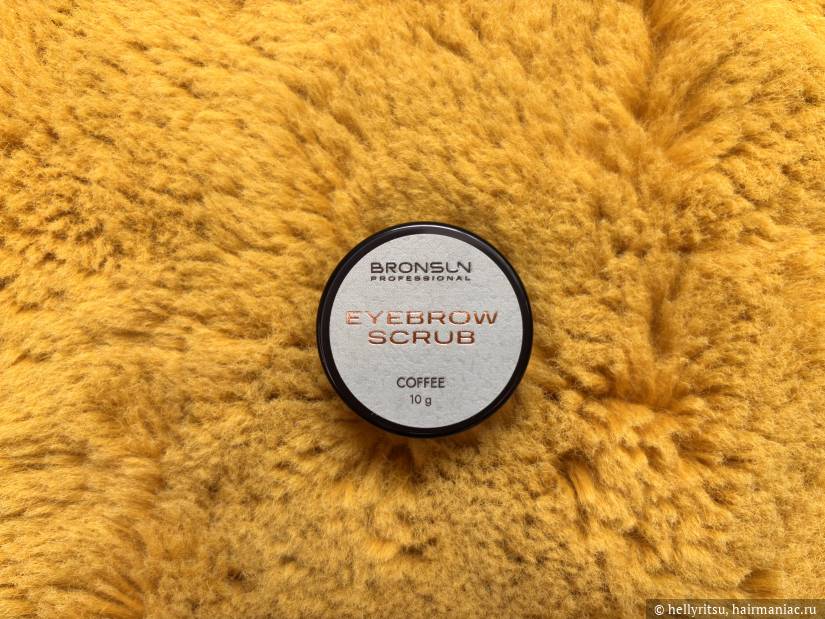 BRONSUN
PROFESSIONAL
EYEBROW
SCRUB
COFFEE
10 g
© hellyritsu, hairmaniac.ru